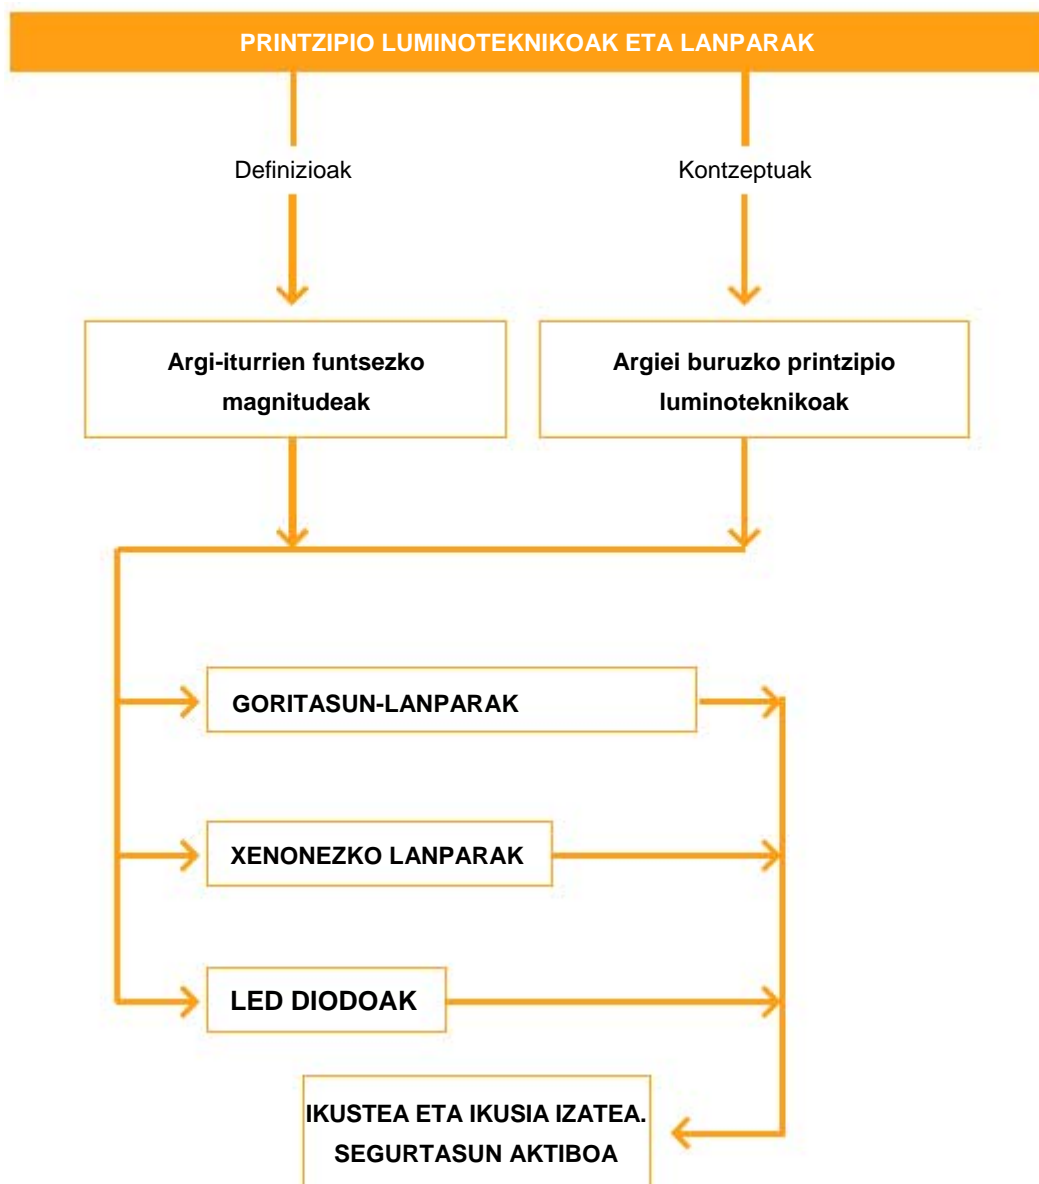 PRINTZIPIO LUMINOTEKNIKOAK ETA LANPARAK
Definizioak
Kontzeptuak
Argi-iturrien funtsezko
magnitudeak
Argiei buruzko printzipio
luminoteknikoak
GORITASUN-LANPARAK
XENONEZKO LANPARAK
LED DIODOAK
IKUSTEA ETA IKUSIA IZATEA.
SEGURTASUN AKTIBOA